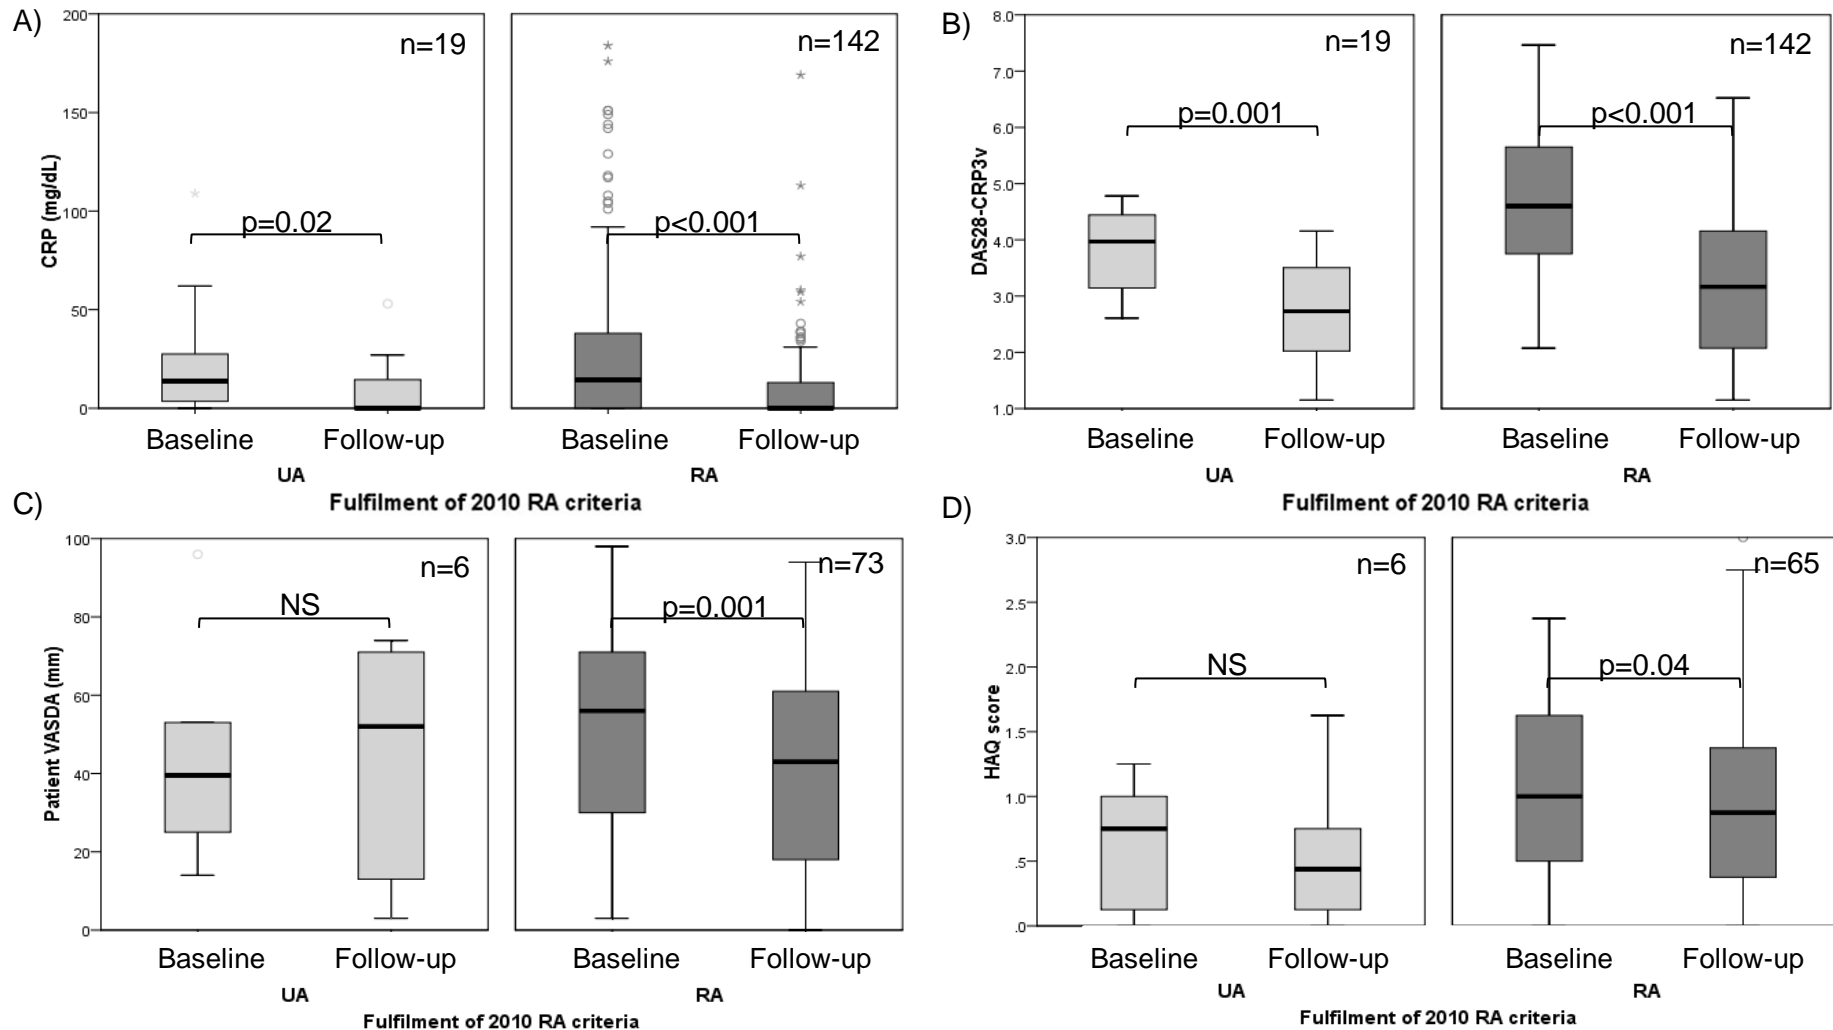 A)
200
150
100
50
0
CRP (mg/dL)
n=19
p=0.02
n=142
p<0.001
Baseline Follow-up Baseline Follow-up
UA RA
Fulfilment of 2010 RA criteria
B)
8.0
7.0
6.0
5.0
4.0
3.0
2.0
1.0
DAS28-CRP3v
n=19
p=0.001
n=142
p<0.001
Baseline Follow-up Baseline Follow-up
UA RA
Fulfilment of 2010 RA criteria
C)
100
80
60
40
20
0
Patient VASDA (mm)
n=6
NS
n=73
p=0.001
Baseline Follow-up Baseline Follow-up
UA RA
Fulfilment of 2010 RA criteria
D)
3.0
2.5
2.0
1.5
1.0
.5
.0
HAQ score
n=6
NS
n=65
p=0.04
Baseline Follow-up Baseline Follow-up
UA RA
Fulfilment of 2010 RA criteria